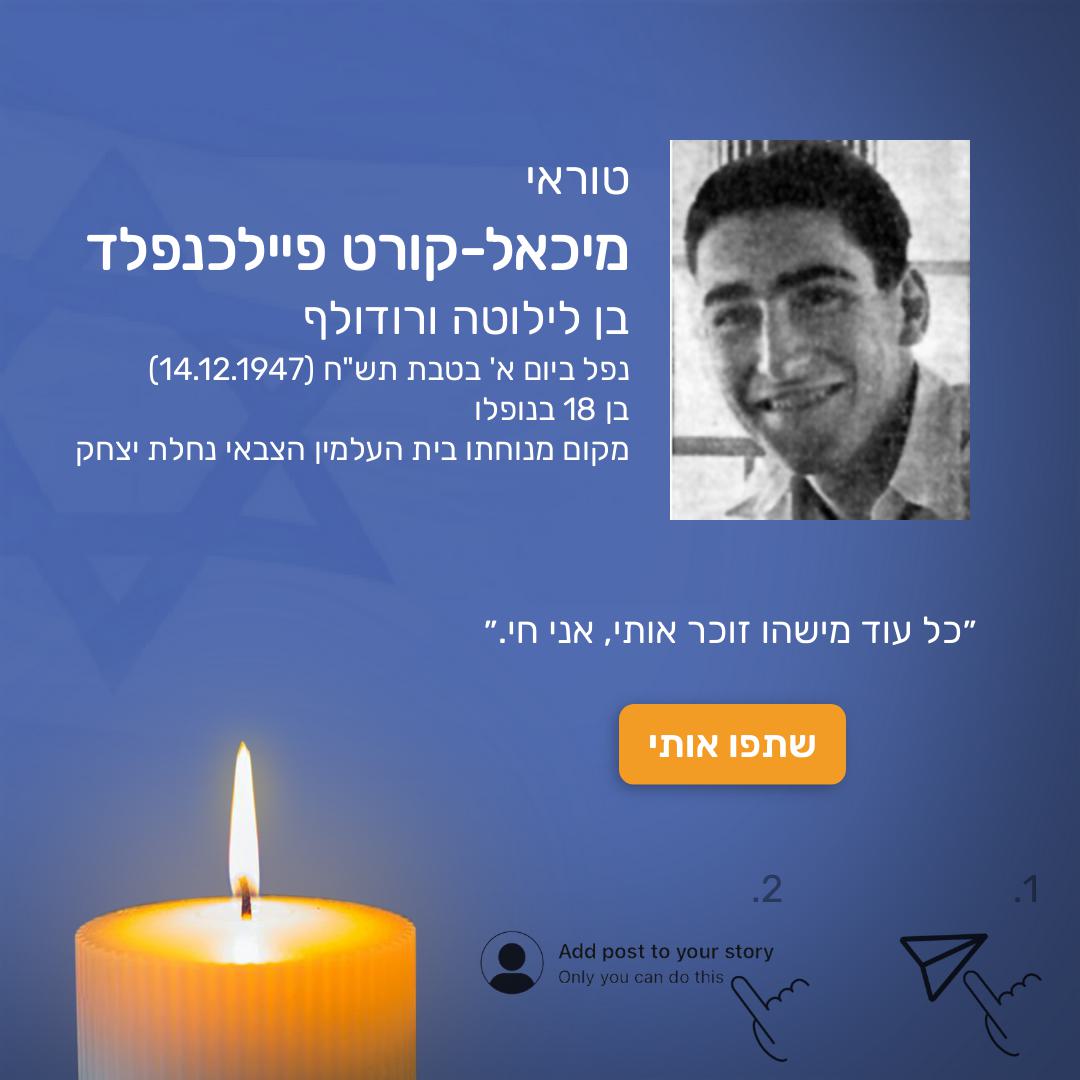 טוראי
מיכאל-קורט פיילכנפלד
בן לילוטה ורודולף
נפל ביום א' בטבת תש"ח (14.12.1947)
בן 18 בנופלו
מקום מנוחתו בית העלמין הצבאי נחלת יצחק
״כל עוד מישהו זוכר אותי, אני חי.״
שתפו אותי
1.
2.
Add post to your story
Only you can do this